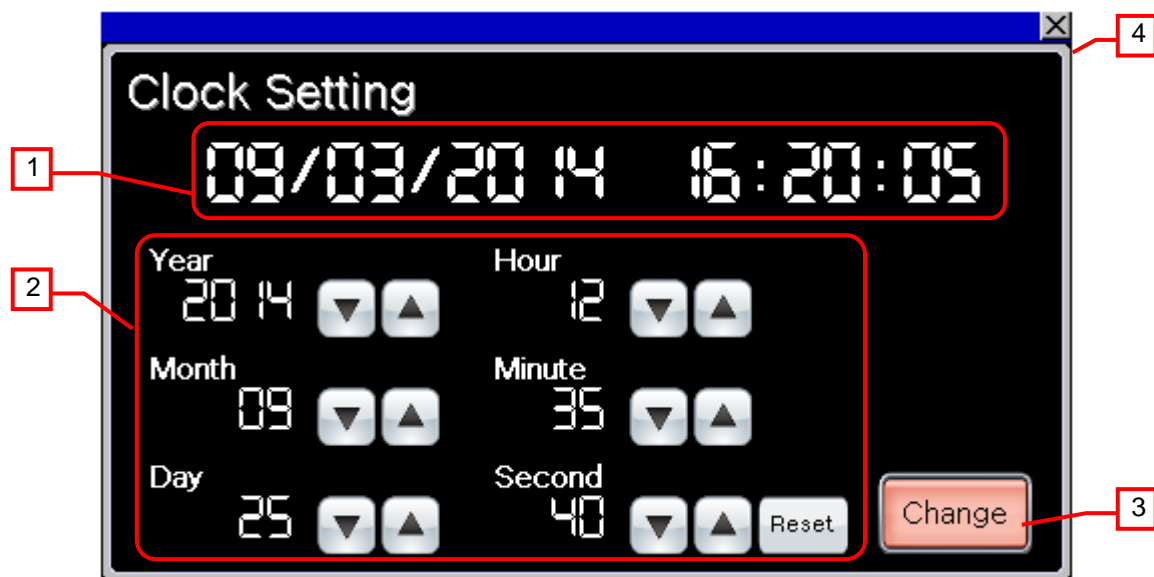 4
Clock Setting
1
09/03/2014 16:20:05
2
Year Hour
2014 ▼ ▲ 12 ▼ ▲
Month Minute
09 ▼ ▲ 35 ▼ ▲
Day Second
25 ▼ ▲ 40 ▼ ▲ Reset
Change
3